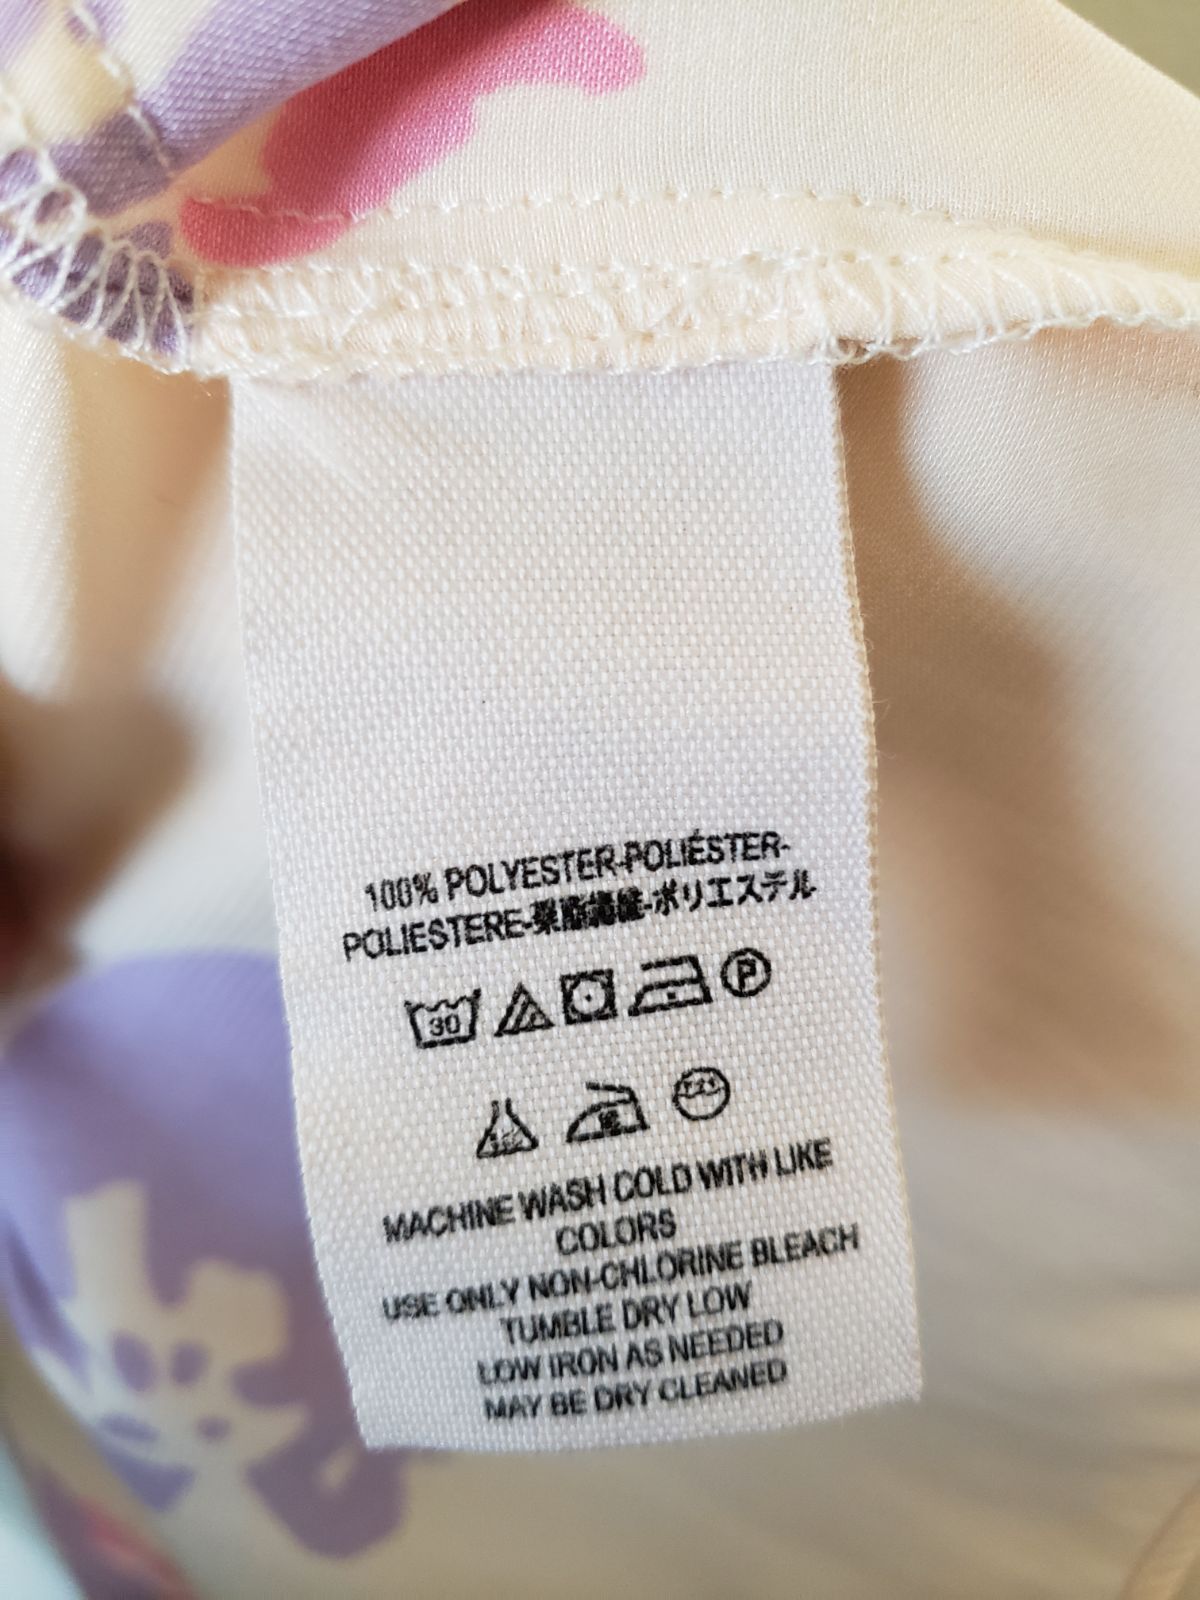 100% POLYESTER-POLIÉSTER-
POLIESTERE-聚酯纖維-ポリエステル
30 P
MACHINE WASH COLD WITH LIKE
COLORS
USE ONLY NON-CHLORINE BLEACH
TUMBLE DRY LOW
LOW IRON AS NEEDED
MAY BE DRY CLEANED